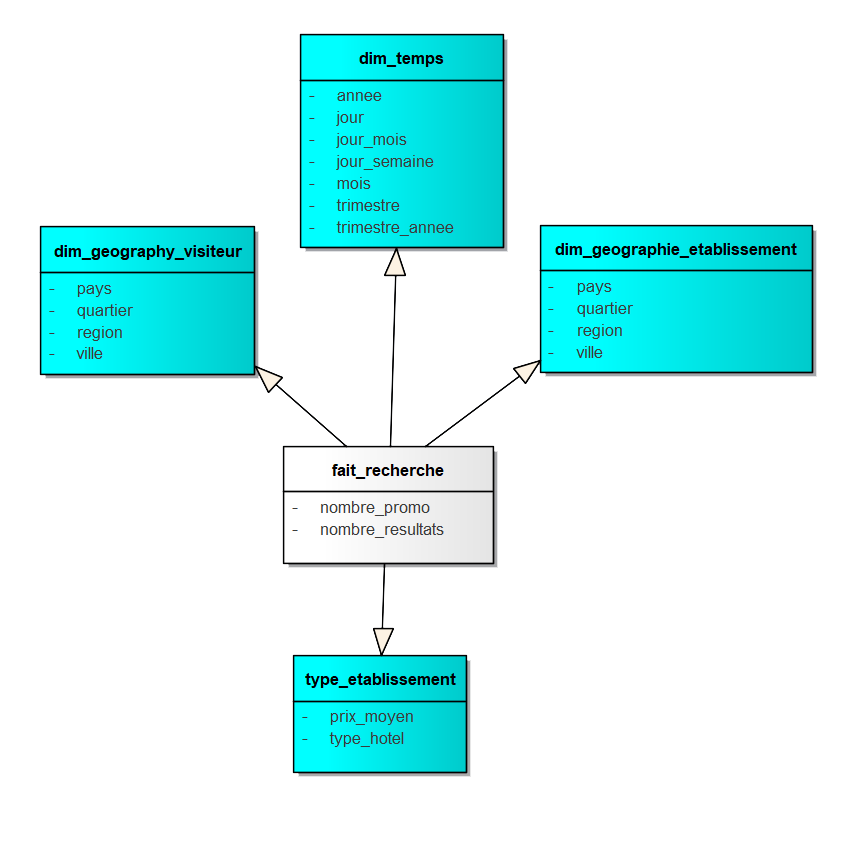 dim_temps
- annee
- jour
- jour_mois
- jour_semaine
- mois
- trimestre
- trimestre_annee
dim_geography_visiteur
- pays
- quartier
- region
- ville
dim_geographie_etablissement
- pays
- quartier
- region
- ville
fait_recherche
- nombre_promo
- nombre_resultats
type_etablissement
- prix_moyen
- type_hotel